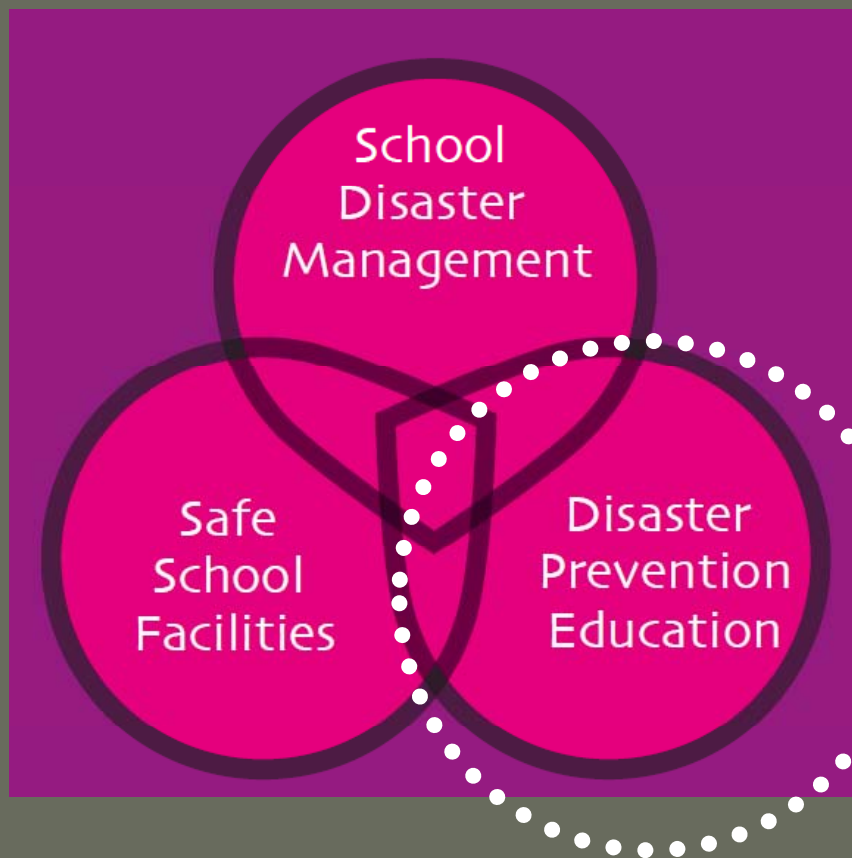 School
Disaster
Management
Safe
School
Facilities
Disaster
Prevention
Education